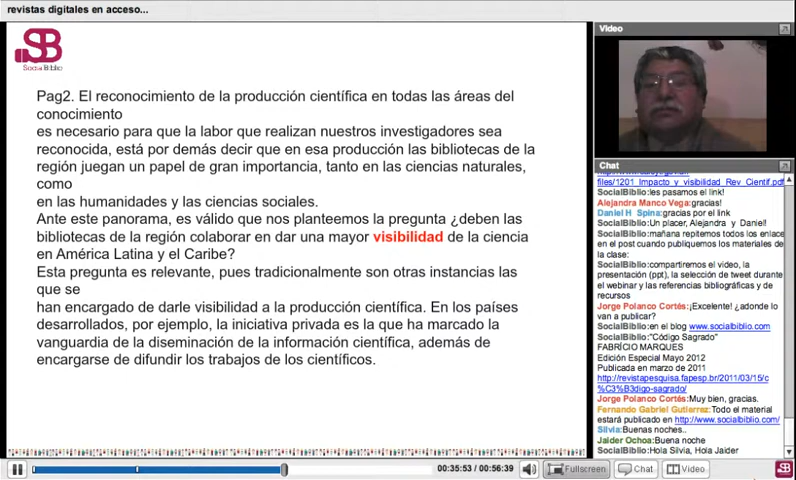 revistas digitales en acceso...
SB
Social Biblio
Pag2. El reconocimiento de la producción científica en todas las áreas del
conocimiento
es necesario para que la labor que realizan nuestros investigadores sea
reconocida, está por demás decir que en esa producción las bibliotecas de la
región juegan un papel de gran importancia, tanto en las ciencias naturales,
como
en las humanidades y las ciencias sociales.
Ante este panorama, es válido que nos planteemos la pregunta ¿deben las
bibliotecas de la región colaborar en dar una mayor visibilidad de la ciencia
en América Latina y el Caribe?
Esta pregunta es relevante, pues tradicionalmente son otras instancias las
que se
han encargado de darle visibilidad a la producción científica. En los países
desarrollados, por ejemplo, la iniciativa privada es la que ha marcado la
vanguardia de la diseminación de la información científica, además de
encargarse de difundir los trabajos de los científicos.
Video
Chat
files/1201_Impacto_y_visibilidad_Rev_Cientif.pdf
SocialBiblio:les pasamos el link!
Alejandra Manco Vega:gracias!
Daniel H Spina:gracias por el link
SocialBiblio:Un placer, Alejandra y Daniel!
SocialBiblio:mañana repitemos todos los enlace
en el post cuando publiquemos los materiales de
la clase:
SocialBiblio:compartiremos el video, la
presentación (ppt), la selección de tweet durante
el webinar y las referencias bibliográficas y de
recursos
Jorge Polanco Cortés:¡Excelente! ¿adonde lo
van a publicar?
SocialBiblio:en el blog www.socialbiblio.com
SocialBiblio:"Código Sagrado"
FABRÍCIO MARQUES
Edición Especial Mayo 2012
Publicada en marzo de 2011
http://revistapesquisa.fapesp.br/2011/03/15/c
%C3%B3digo-sagrado/
Jorge Polanco Cortés:Muy bien, gracias.
Fernando Gabriel Gutierrez:Todo el material
estará publicado en http://www.socialbiblio.com/
Silvia:Buenas noches..
Jaider Ochoa:Buena noche
SocialBiblio:Hola Silvia, Hola Jaider
00:35:53 / 00:56:39
Fullscreen
Chat
Video
SB